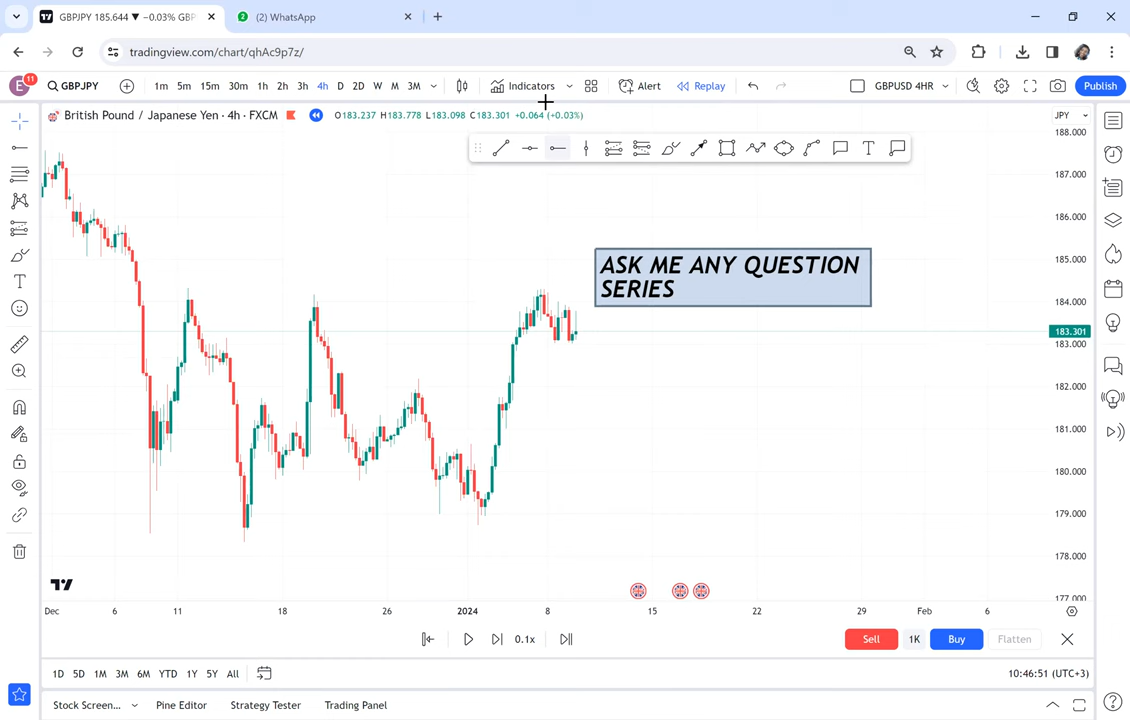 GBPJPY 185.644 ▼ −0.03% GBP
(2) WhatsApp
tradingview.com/chart/qhAc9p7z/
E 11 GBPJPY 1m 5m 15m 30m 1h 2h 3h 4h D 2D W M 3M Indicators Alert Replay GBPUSD 4HR Publish
British Pound / Japanese Yen · 4h · FXCM O183.237 H183.778 L183.098 C183.301 +0.064 (+0.03%) JPY
188.000
187.000
186.000
185.000
184.000
183.301
183.000
182.000
181.000
180.000
179.000
178.000
177.000
ASK ME ANY QUESTION
SERIES
Dec 6 11 18 26 2024 8 15 22 29 Feb 6
0.1x Sell 1K Buy Flatten
1D 5D 1M 3M 6M YTD 1Y 5Y All 10:46:51 (UTC+3)
Stock Screen... Pine Editor Strategy Tester Trading Panel